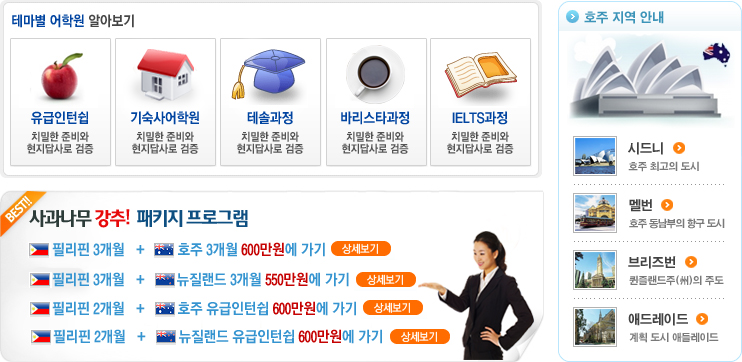 테마별 어학원 알아보기
유급인턴쉽
치밀한 준비와
현지답사로 검증
기숙사어학원
치밀한 준비와
현지답사로 검증
테솔과정
치밀한 준비와
현지답사로 검증
바리스타과정
치밀한 준비와
현지답사로 검증
IELTS과정
치밀한 준비와
현지답사로 검증
BEST!!
사과나무 강추! 패키지 프로그램
필리핀 3개월 + 호주 3개월 600만원에 가기 상세보기
필리핀 3개월 + 뉴질랜드 3개월 550만원에 가기 상세보기
필리핀 2개월 + 호주 유급인턴쉽 600만원에 가기 상세보기
필리핀 2개월 + 뉴질랜드 유급인턴쉽 600만원에 가기 상세보기
호주 지역 안내
시드니
호주 최고의 도시
멜번
호주 동남부의 항구 도시
브리즈번
퀸즐랜드주(州)의 주도
애드레이드
계획 도시 애들레이드